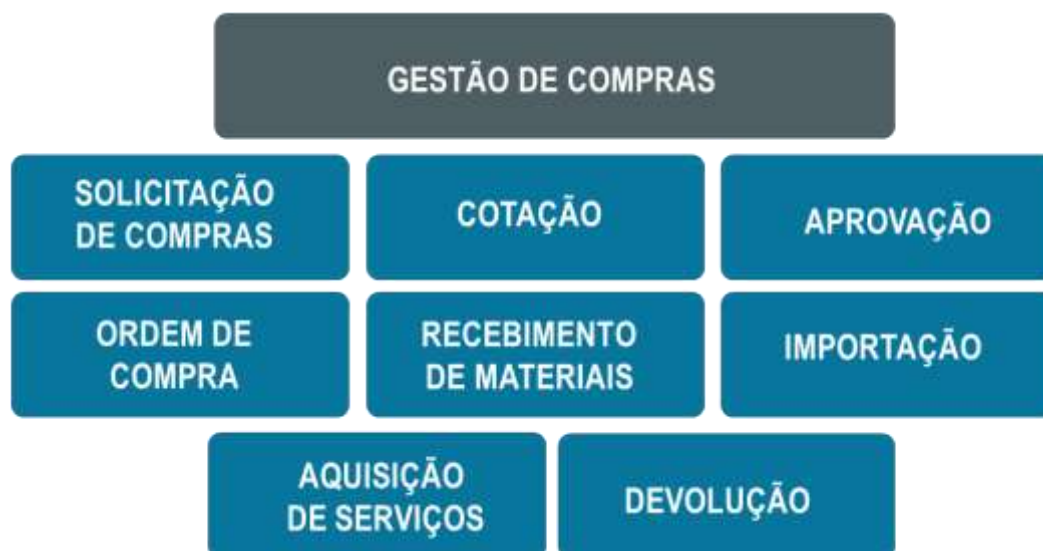 GESTÃO DE COMPRAS
SOLICITAÇÃO
DE COMPRAS
COTAÇÃO
APROVAÇÃO
ORDEM DE
COMPRA
RECEBIMENTO
DE MATERIAIS
IMPORTAÇÃO
AQUISIÇÃO
DE SERVIÇOS
DEVOLUÇÃO